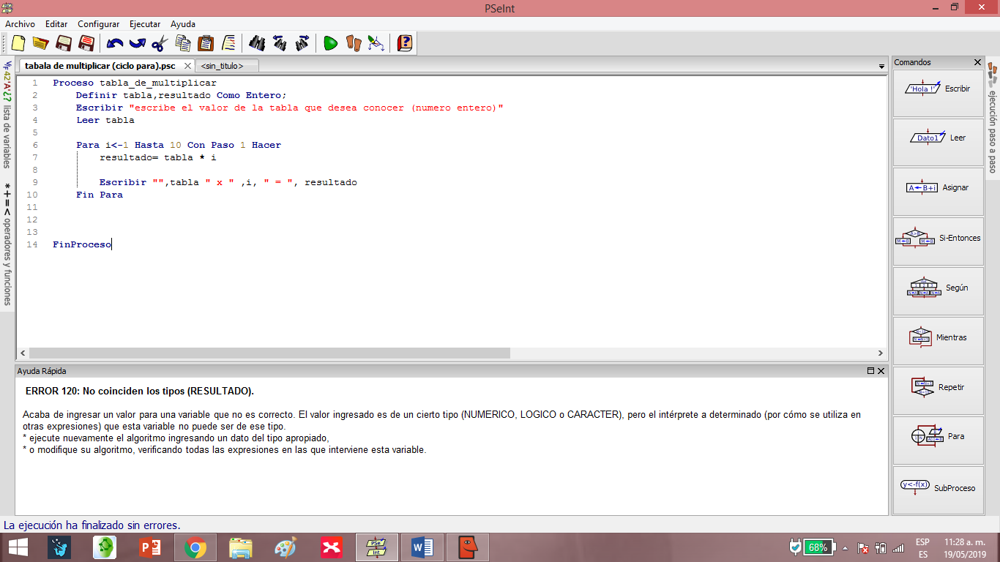 PSeInt
Archivo Editar Configurar Ejecutar Ayuda
tabala de multiplicar (ciclo para).psc
<sin_titulo>
lista de variables
*+=< operadores y funciones
1 Proceso tabla_de_multiplicar
2 Definir tabla,resultado Como Entero;
3 Escribir "escribe el valor de la tabla que desea conocer (numero entero)"
4 Leer tabla
5
6 Para i<-1 Hasta 10 Con Paso 1 Hacer
7 resultado= tabla * i
8
9 Escribir "",tabla " x " ,i, " = ", resultado
10 Fin Para
11
12
13
14 FinProceso
Ayuda Rápida
ERROR 120: No coinciden los tipos (RESULTADO).
Acaba de ingresar un valor para una variable que no es correcto. El valor ingresado es de un cierto tipo (NUMERICO, LOGICO o CARACTER), pero el intérprete a determinado (por cómo se utiliza en
otras expresiones) que esta variable no puede ser de ese tipo.
* ejecute nuevamente el algoritmo ingresando un dato del tipo apropiado,
* o modifique su algoritmo, verificando todas las expresiones en las que interviene esta variable.
Comandos
'Hola !' Escribir
Dato1 Leer
A←B+i Asignar
Si-Entonces
Según
Mientras
Repetir
Para
y<-f(x) SubProceso
ejecución paso a paso
La ejecución ha finalizado sin errores.
68%
ESP
ES
11:28 a. m.
19/05/2019